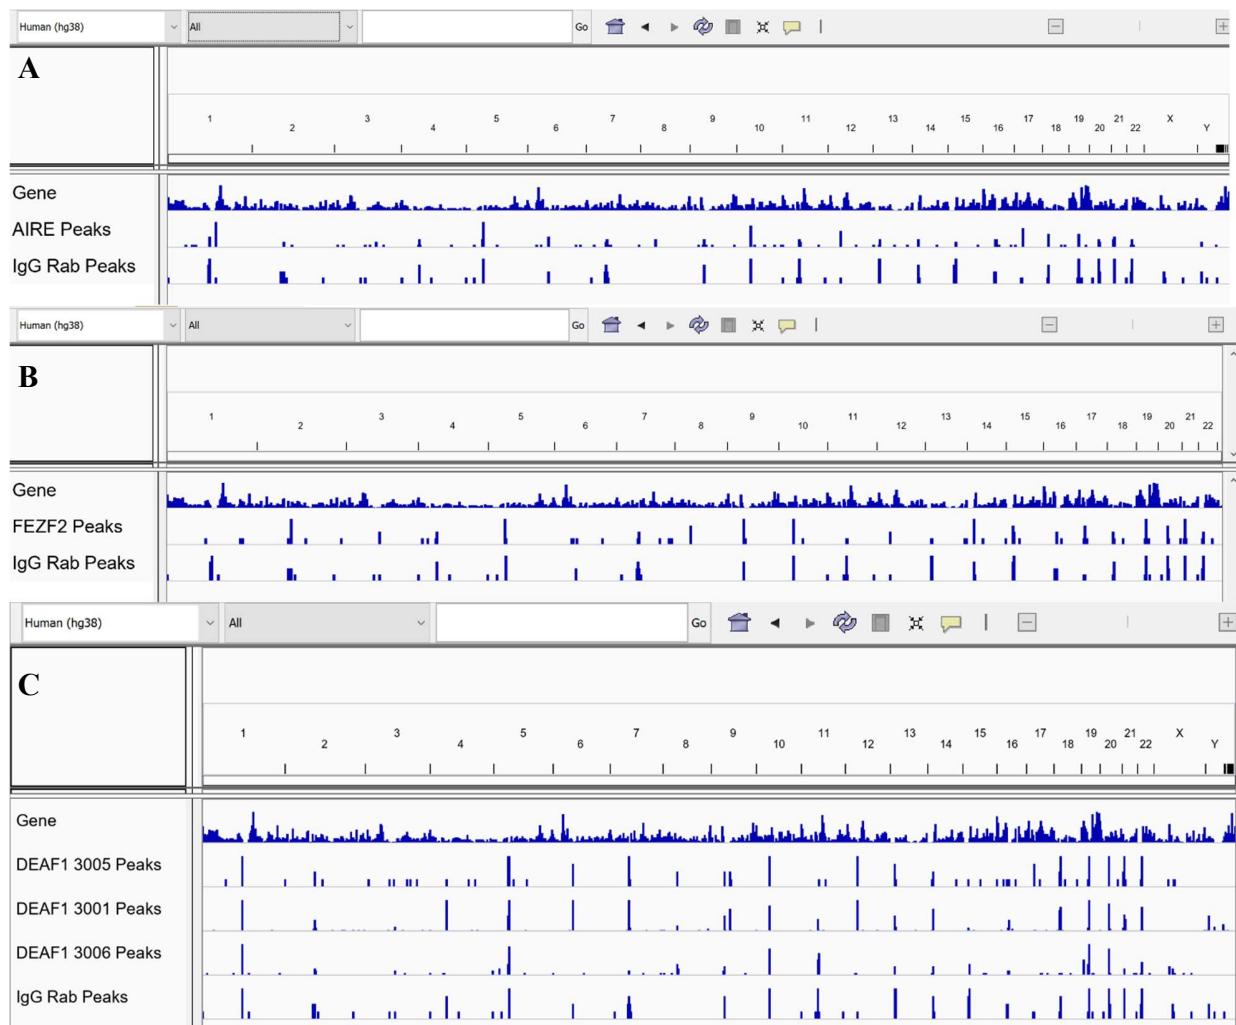 Human (hg38) All Go
A
1 2 3 4 5 6 7 8 9 10 11 12 13 14 15 16 17 18 19 20 21 22 X Y
Gene
AIRE Peaks
IgG Rab Peaks
Human (hg38) All Go
B
1 2 3 4 5 6 7 8 9 10 11 12 13 14 15 16 17 18 19 20 21 22
Gene
FEZF2 Peaks
IgG Rab Peaks
Human (hg38) All Go
C
1 2 3 4 5 6 7 8 9 10 11 12 13 14 15 16 17 18 19 20 21 22 X Y
Gene
DEAF1 3005 Peaks
DEAF1 3001 Peaks
DEAF1 3006 Peaks
IgG Rab Peaks